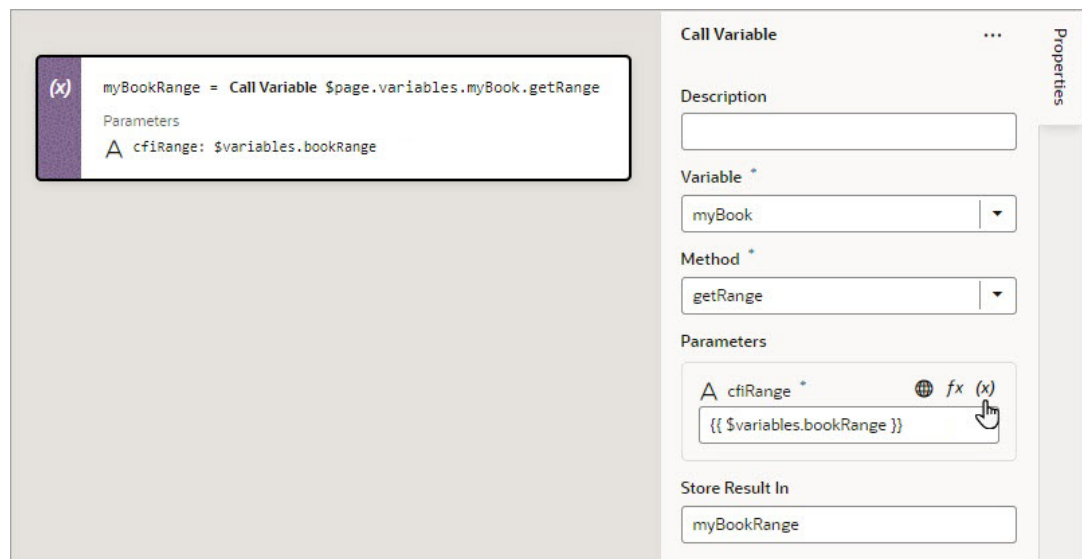 (x) myBookRange = Call Variable $page.variables.myBook.getRange
Parameters
A cfiRange: $variables.bookRange
Call Variable ...
Properties
Description
Variable *
myBook
Method *
getRange
Parameters
A cfiRange * fx (x)
{{ $variables.bookRange }}
Store Result In
myBookRange